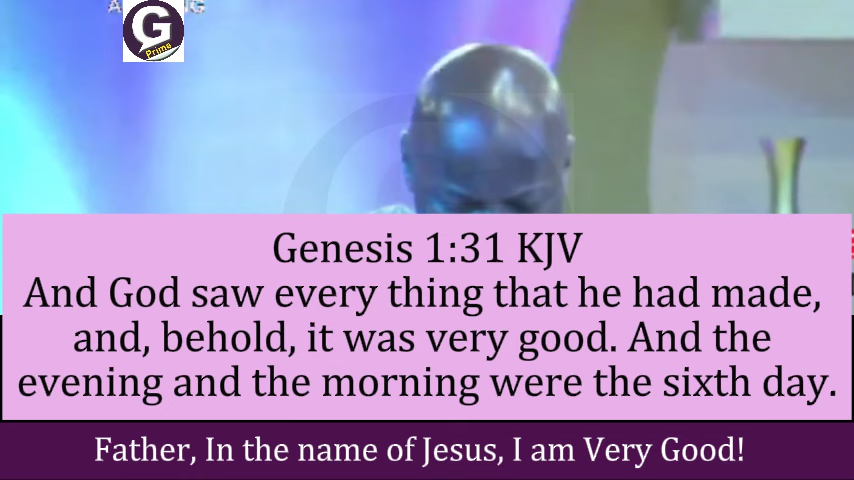 G
Prime
Genesis 1:31 KJV
And God saw every thing that he had made,
and, behold, it was very good. And the
evening and the morning were the sixth day.
Father, In the name of Jesus, I am Very Good!